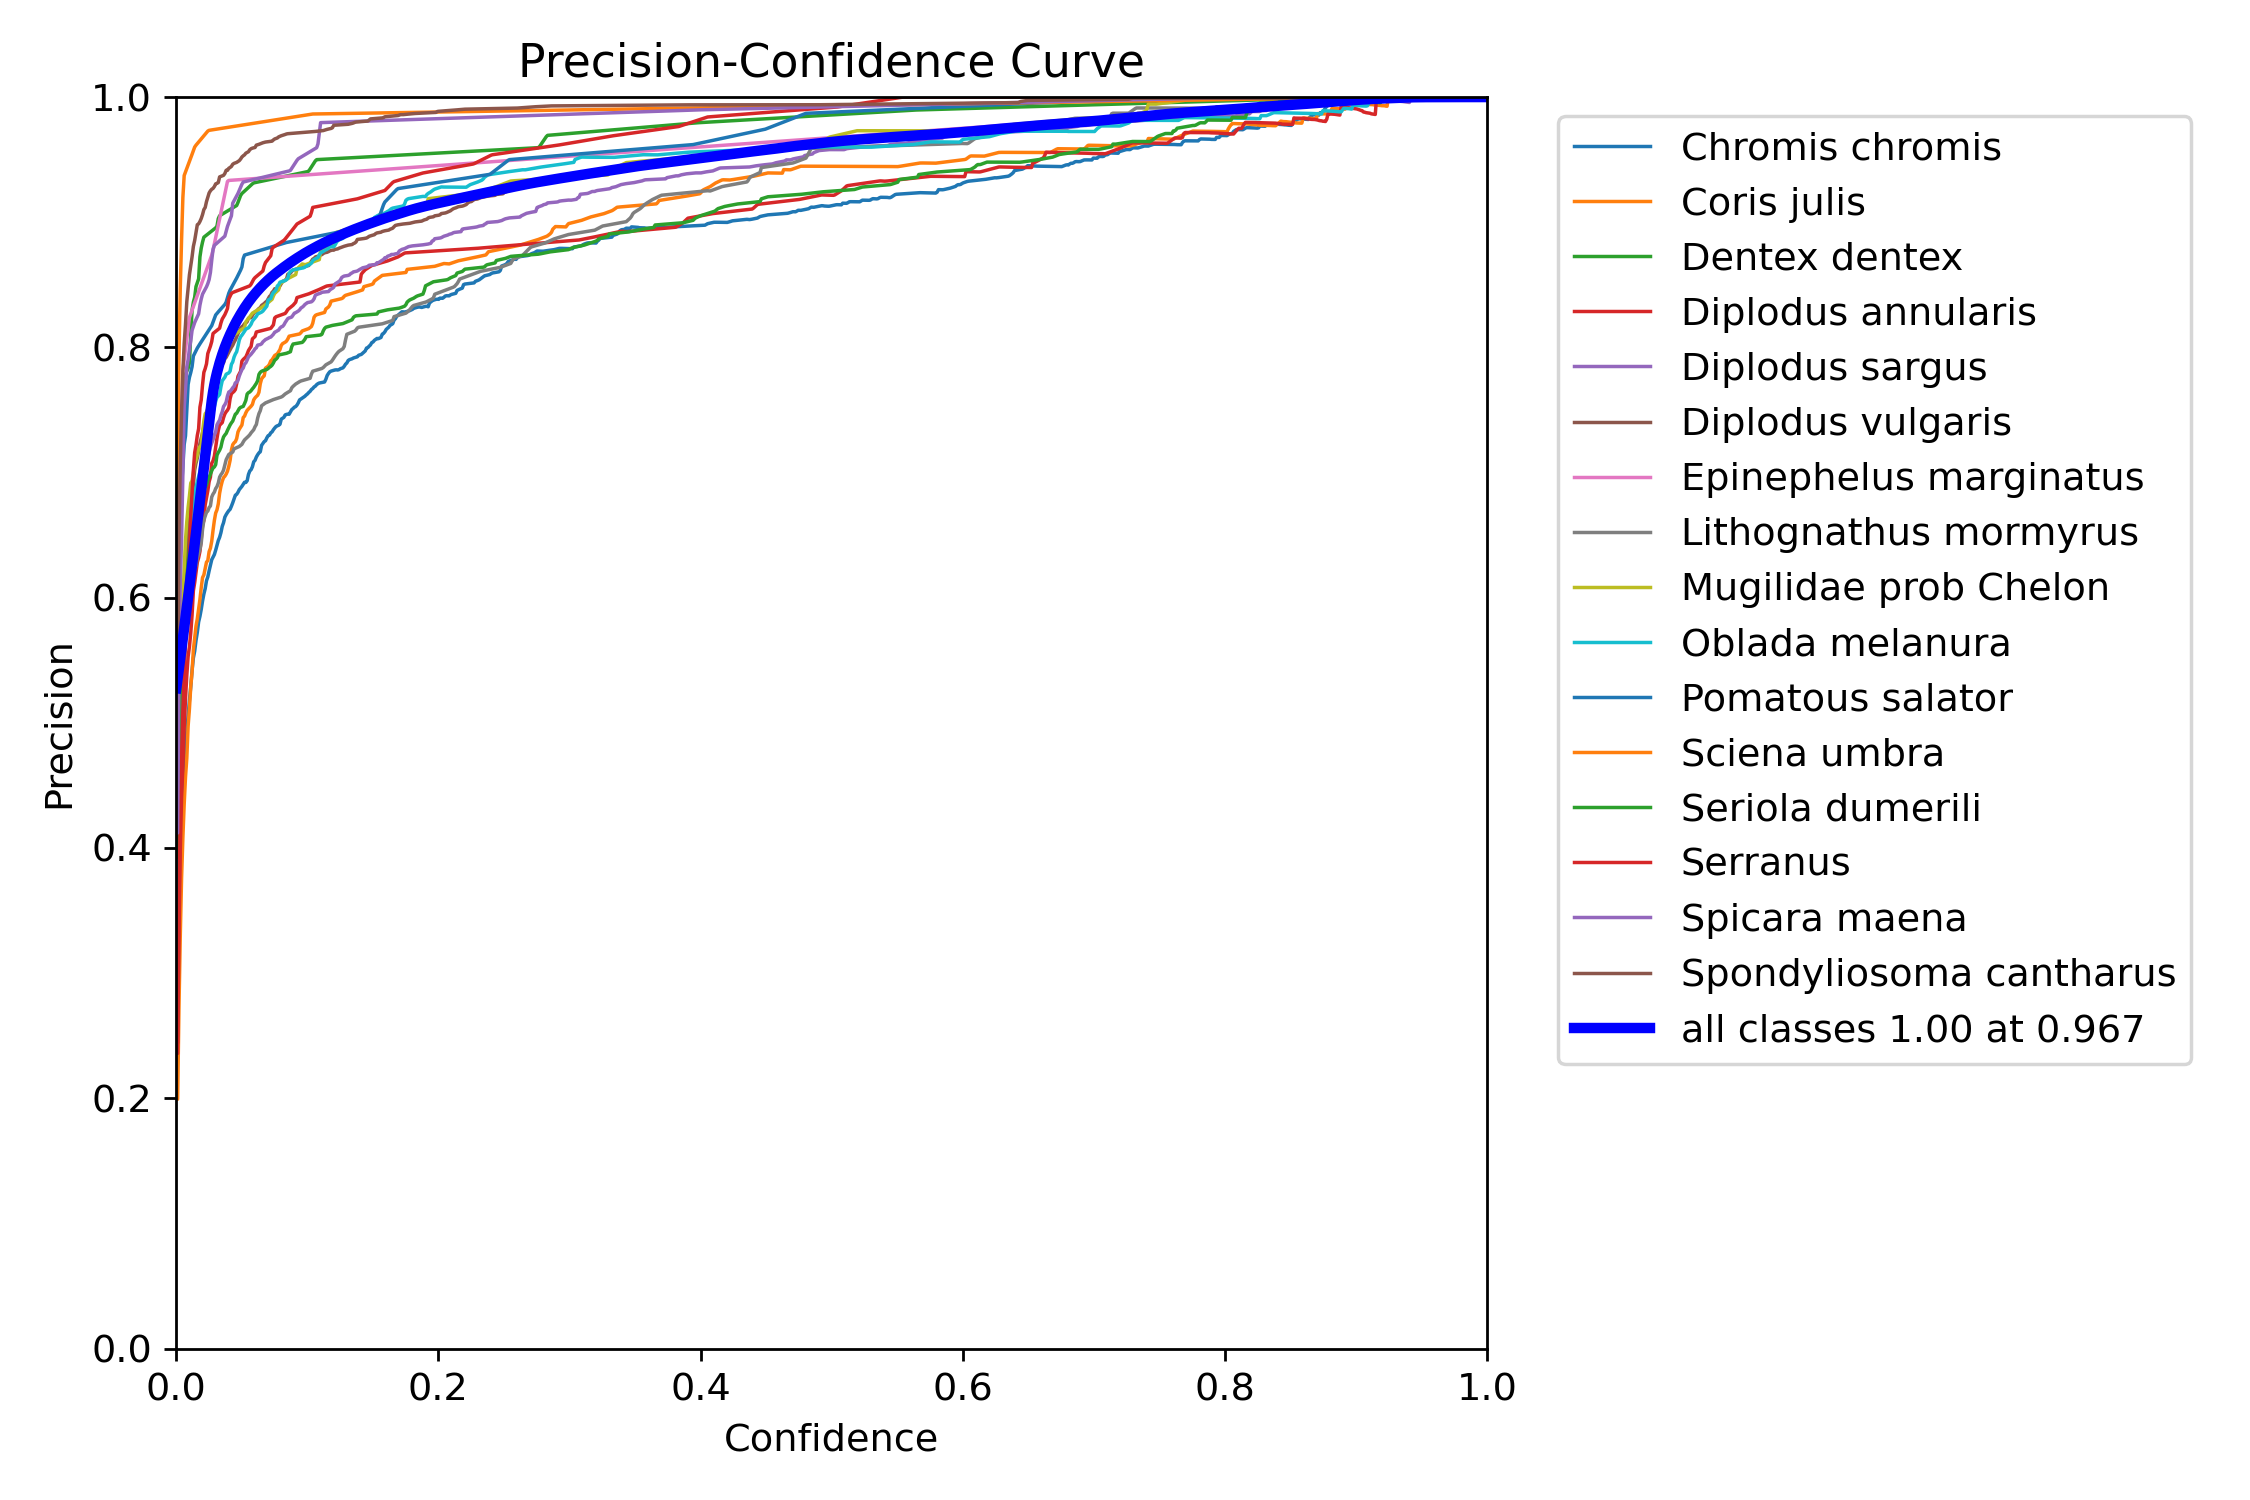 Precision-Confidence Curve
1.0
0.8
0.6
0.4
0.2
0.0
Precision
0.0 0.2 0.4 0.6 0.8 1.0
Confidence
Chromis chromis
Coris julis
Dentex dentex
Diplodus annularis
Diplodus sargus
Diplodus vulgaris
Epinephelus marginatus
Lithognathus mormyrus
Mugilidae prob Chelon
Oblada melanura
Pomatous salator
Sciena umbra
Seriola dumerili
Serranus
Spicara maena
Spondyliosoma cantharus
all classes 1.00 at 0.967